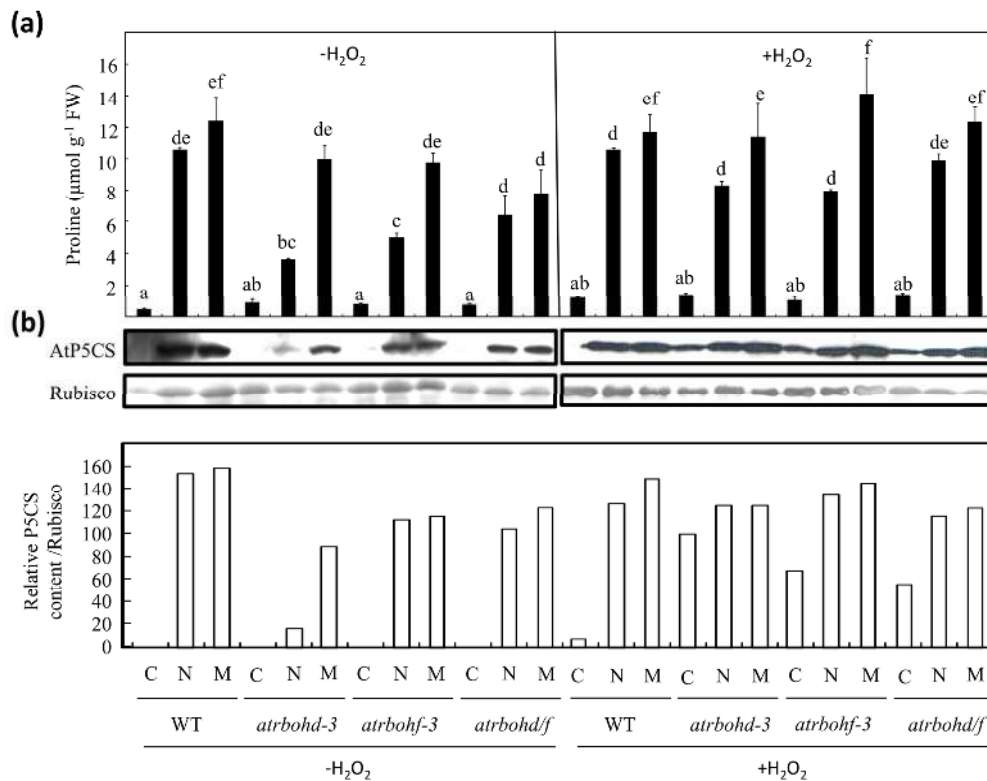 (a)
-H₂O₂
+H₂O₂
Proline (µmol g⁻¹ FW)
16
14
12
10
8
6
4
2
a de ef ab bc de a c de a d d ab d ef ab d e ab d f ab de ef
(b)
AtP5CS
Rubisco
Relative P5CS
content /Rubisco
160
140
120
100
80
60
40
20
0
C N M C N M C N M C N M C N M C N M C N M C N M
WT atrbohd-3 atrbohf-3 atrbohd/f WT atrbohd-3 atrbohf-3 atrbohd/f
-H₂O₂ +H₂O₂